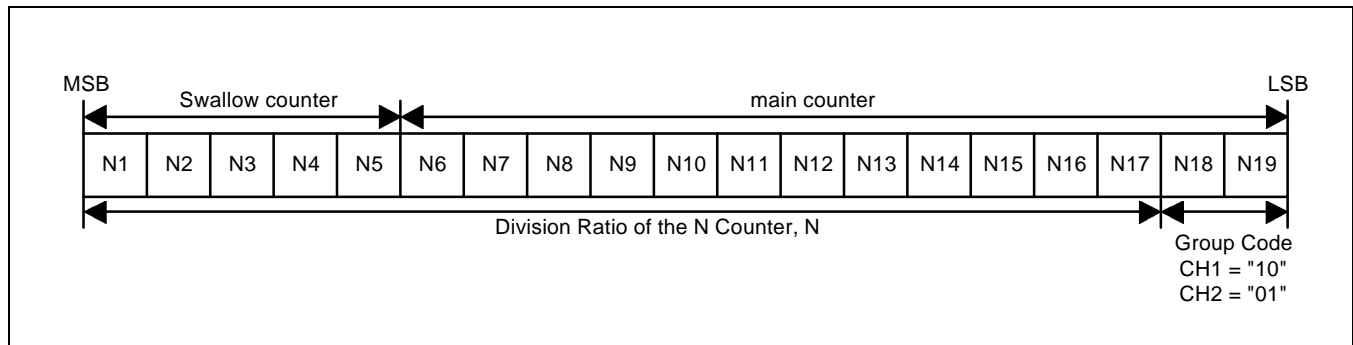 MSB
LSB
Swallow counter
main counter
N1 N2 N3 N4 N5 N6 N7 N8 N9 N10 N11 N12 N13 N14 N15 N16 N17 N18 N19
Division Ratio of the N Counter, N
Group Code
CH1 = "10"
CH2 = "01"